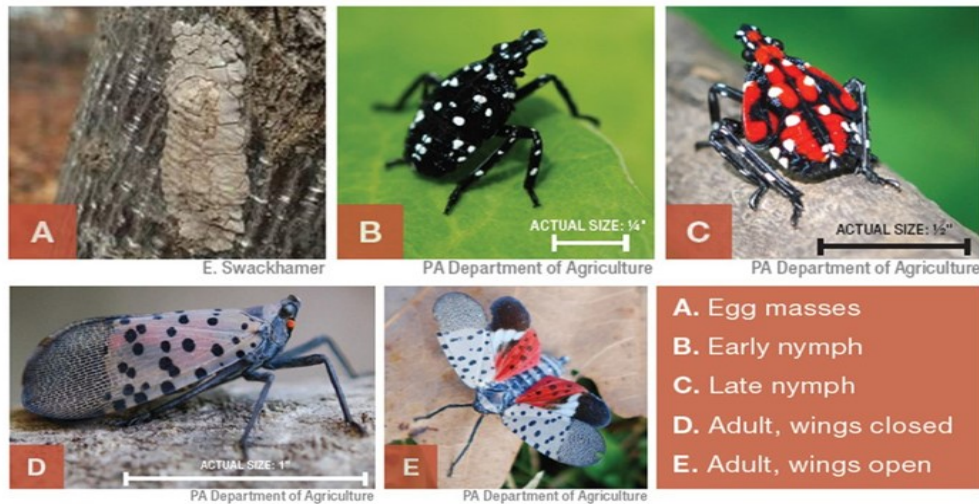 A
E. Swackhamer
B
ACTUAL SIZE: ¼"
PA Department of Agriculture
C
ACTUAL SIZE: ½"
PA Department of Agriculture
D
ACTUAL SIZE: 1"
PA Department of Agriculture
E
PA Department of Agriculture
A. Egg masses
B. Early nymph
C. Late nymph
D. Adult, wings closed
E. Adult, wings open